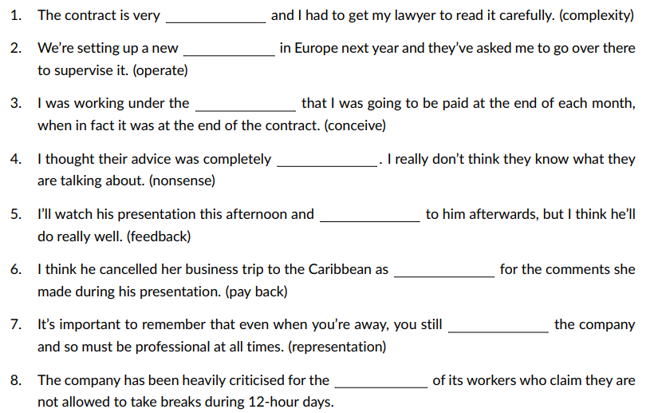 1. The contract is very ______________ and I had to get my lawyer to read it carefully. (complexity)
2. We're setting up a new _____________ in Europe next year and they've asked me to go over there
to supervise it. (operate)
3. I was working under the ______________ that I was going to be paid at the end of each month,
when in fact it was at the end of the contract. (conceive)
4. I thought their advice was completely ______________. I really don't think they know what they
are talking about. (nonsense)
5. I'll watch his presentation this afternoon and ______________ to him afterwards, but I think he'll
do really well. (feedback)
6. I think he cancelled her business trip to the Caribbean as ______________ for the comments she
made during his presentation. (pay back)
7. It's important to remember that even when you're away, you still ______________ the company
and so must be professional at all times. (representation)
8. The company has been heavily criticised for the _____________ of its workers who claim they are
not allowed to take breaks during 12-hour days.